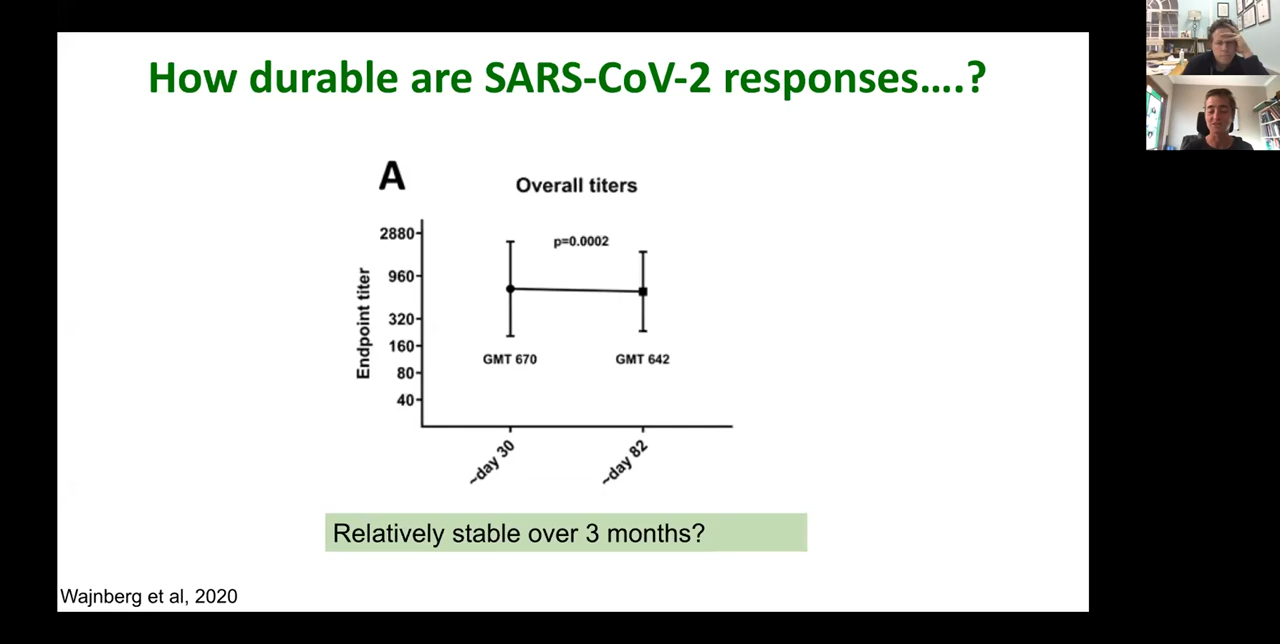 How durable are SARS-CoV-2 responses....?
A
Overall titers
p=0.0002
Endpoint titer
2880
960
320
160
80
40
GMT 670
GMT 642
~day 30
~day 82
Relatively stable over 3 months?
Wajnberg et al, 2020